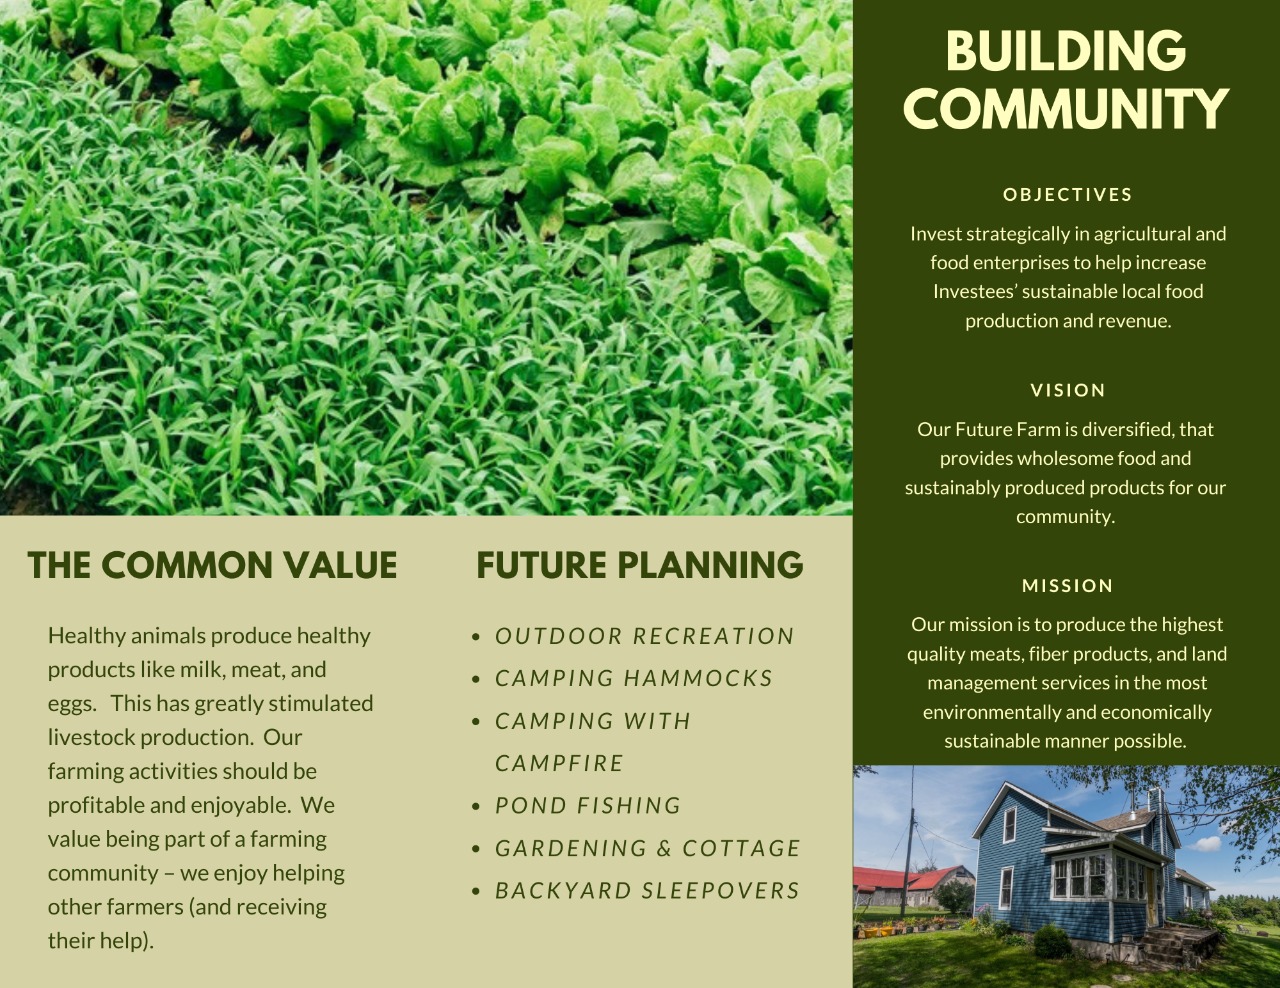 BUILDING
COMMUNITY
OBJECTIVES
Invest strategically in agricultural and
food enterprises to help increase
Investees’ sustainable local food
production and revenue.
VISION
Our Future Farm is diversified, that
provides wholesome food and
sustainably produced products for our
community.
MISSION
Our mission is to produce the highest
quality meats, fiber products, and land
management services in the most
environmentally and economically
sustainable manner possible.
THE COMMON VALUE
Healthy animals produce healthy
products like milk, meat, and
eggs.   This has greatly stimulated
livestock production.  Our
farming activities should be
profitable and enjoyable.  We
value being part of a farming
community – we enjoy helping
other farmers (and receiving
their help).
FUTURE PLANNING
• OUTDOOR RECREATION
• CAMPING HAMMOCKS
• CAMPING WITH
CAMPFIRE
• POND FISHING
• GARDENING & COTTAGE
• BACKYARD SLEEPOVERS